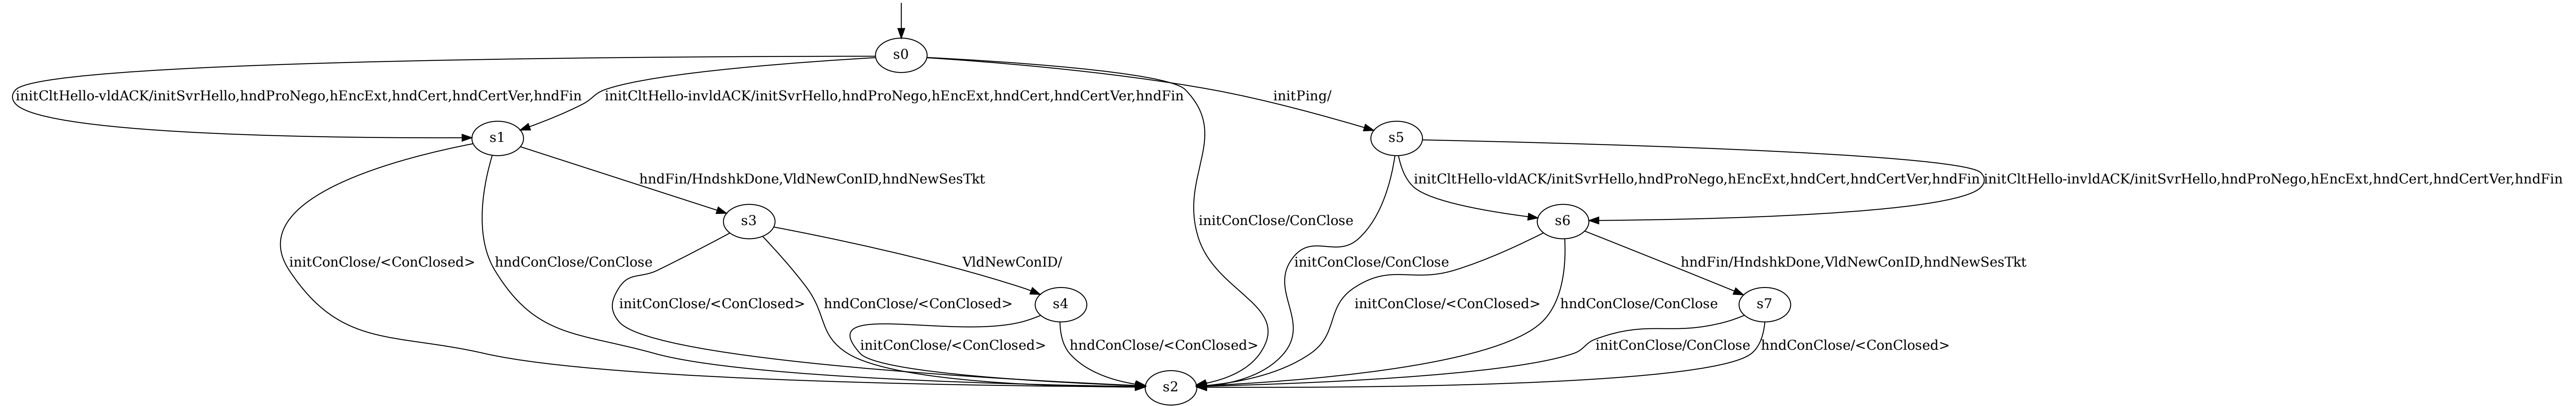 s0
initCltHello-vldACK/initSvrHello,hndProNego,hEncExt,hndCert,hndCertVer,hndFin
initCltHello-invldACK/initSvrHello,hndProNego,hEncExt,hndCert,hndCertVer,hndFin
initPing/
s1
s5
hndFin/HndshkDone,VldNewConID,hndNewSesTkt
initCltHello-vldACK/initSvrHello,hndProNego,hEncExt,hndCert,hndCertVer,hndFin
initCltHello-invldACK/initSvrHello,hndProNego,hEncExt,hndCert,hndCertVer,hndFin
s3
initConClose/ConClose
s6
initConClose/<ConClosed>
hndConClose/ConClose
VldNewConID/
initConClose/ConClose
hndFin/HndshkDone,VldNewConID,hndNewSesTkt
initConClose/<ConClosed>
hndConClose/<ConClosed>
s4
initConClose/<ConClosed>
hndConClose/ConClose
s7
initConClose/<ConClosed>
hndConClose/<ConClosed>
initConClose/ConClose
hndConClose/<ConClosed>
s2